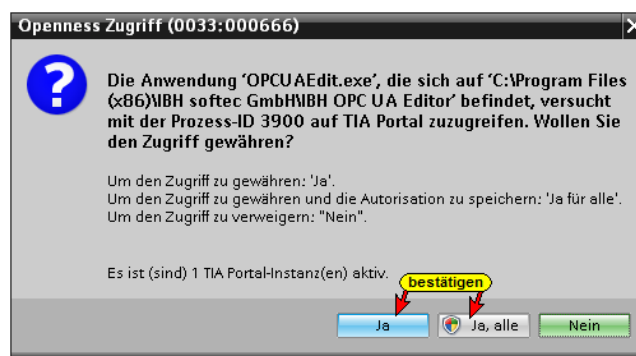 Openness Zugriff (0033:000666)
Die Anwendung 'OPCUAEdit.exe', die sich auf 'C:\Program Files
(x86)\IBH softec GmbH\IBH OPC UA Editor' befindet, versucht
mit der Prozess-ID 3900 auf TIA Portal zuzugreifen. Wollen Sie
den Zugriff gewähren?
Um den Zugriff zu gewähren: 'Ja'.
Um den Zugriff zu gewähren und die Autorisation zu speichern: 'Ja für alle'.
Um den Zugriff zu verweigern: "Nein".
Es ist (sind) 1 TIA Portal-Instanz(en) aktiv.
bestätigen
Ja Ja, alle Nein